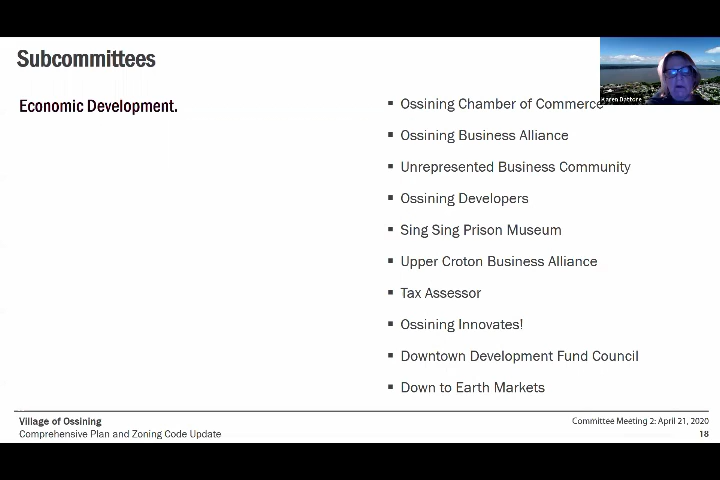 Subcommittees
Economic Development.
▪ Ossining Chamber of Commerce
▪ Ossining Business Alliance
▪ Unrepresented Business Community
▪ Ossining Developers
▪ Sing Sing Prison Museum
▪ Upper Croton Business Alliance
▪ Tax Assessor
▪ Ossining Innovates!
▪ Downtown Development Fund Council
▪ Down to Earth Markets
Village of Ossining
Comprehensive Plan and Zoning Code Update
Committee Meeting 2: April 21, 2020
18